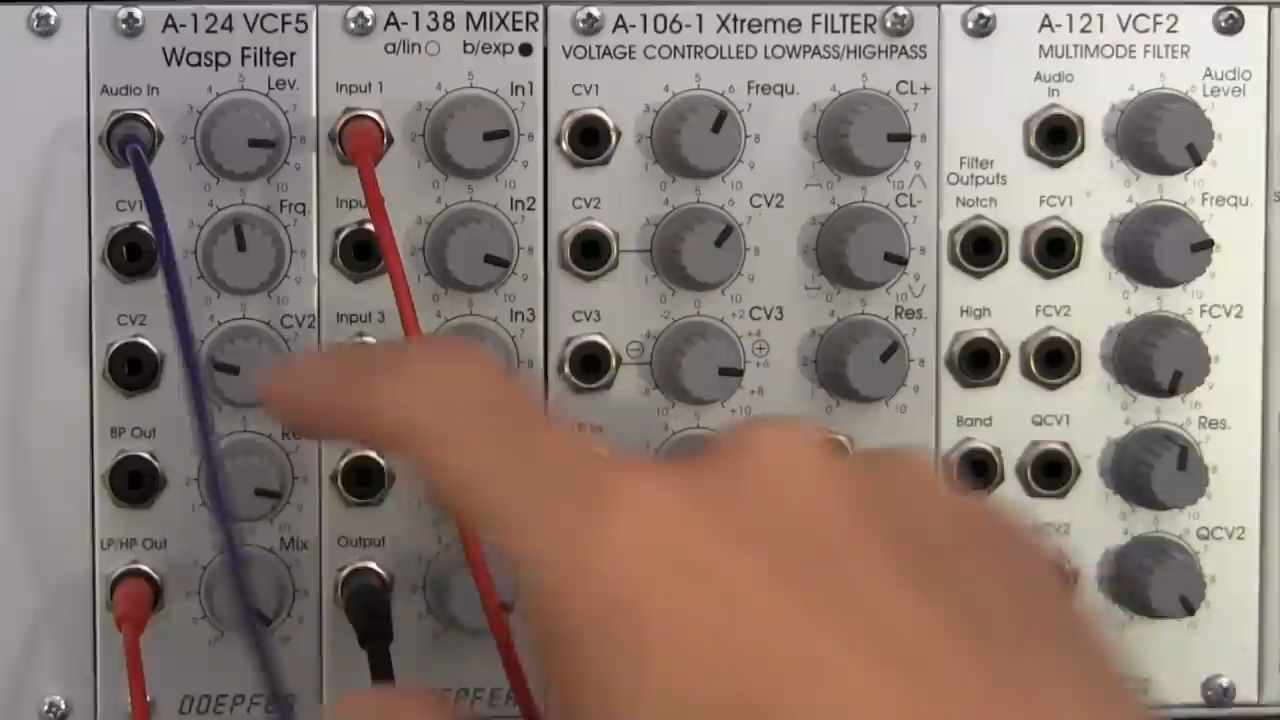 A-124 VCF5
Wasp Filter
Audio In
Lev.
CV1
Frq.
CV2
CV2
BP Out
LP/HP Out
Mix
A-138 MIXER
a/lin b/exp
Input 1
In1
In2
Input 3
In3
Output
A-106-1 Xtreme FILTER
VOLTAGE CONTROLLED LOWPASS/HIGHPASS
CV1
Frequ.
CL+
CV2
CV2
CL-
CV3
CV3
Res.
A-121 VCF2
MULTIMODE FILTER
Audio
In
Audio
Level
Filter
Outputs
Notch
FCV1
Frequ.
High
FCV2
FCV2
Band
QCV1
Res.
QCV2